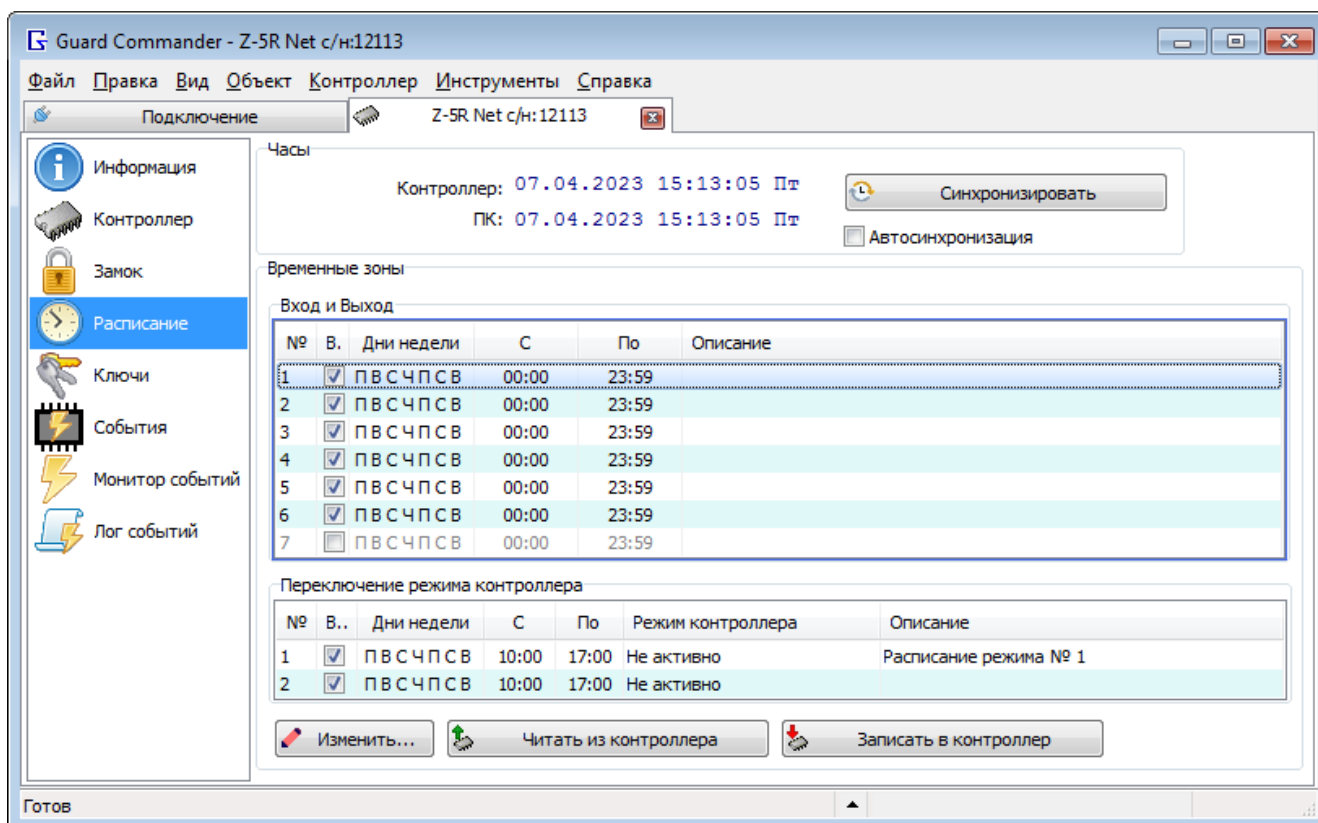 Guard Commander - Z-5R Net с/н:12113
Файл Правка Вид Объект Контроллер Инструменты Справка
Подключение Z-5R Net с/н:12113
Информация
Контроллер
Замок
Расписание
Ключи
События
Монитор событий
Лог событий
Часы
Контроллер: 07.04.2023 15:13:05 Пт
Синхронизировать
ПК: 07.04.2023 15:13:05 Пт
Автосинхронизация
Временные зоны
Вход и Выход
№ В. Дни недели С По Описание
1 П В С Ч П С В 00:00 23:59
2 П В С Ч П С В 00:00 23:59
3 П В С Ч П С В 00:00 23:59
4 П В С Ч П С В 00:00 23:59
5 П В С Ч П С В 00:00 23:59
6 П В С Ч П С В 00:00 23:59
7 П В С Ч П С В 00:00 23:59
Переключение режима контроллера
№ В.. Дни недели С По Режим контроллера Описание
1 П В С Ч П С В 10:00 17:00 Не активно Расписание режима № 1
2 П В С Ч П С В 10:00 17:00 Не активно
Изменить... Читать из контроллера Записать в контроллер
Готов